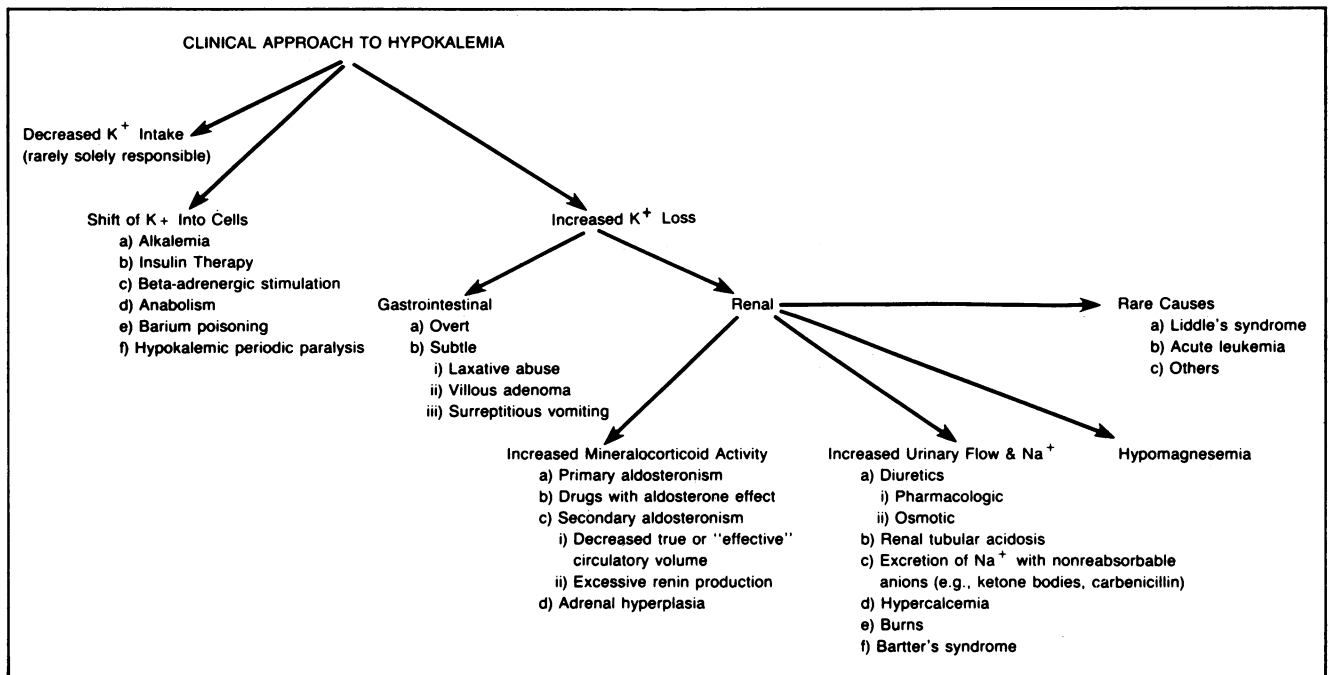 CLINICAL APPROACH TO HYPOKALEMIA
Decreased K+ Intake
(rarely solely responsible)
Shift of K+ Into Cells
a) Alkalemia
b) Insulin Therapy
c) Beta-adrenergic stimulation
d) Anabolism
e) Barium poisoning
f) Hypokalemic periodic paralysis
Increased K+ Loss
Gastrointestinal
a) Overt
b) Subtle
i) Laxative abuse
ii) Villous adenoma
iii) Surreptitious vomiting
Renal
Rare Causes
a) Liddle's syndrome
b) Acute leukemia
c) Others
Increased Mineralocorticoid Activity
a) Primary aldosteronism
b) Drugs with aldosterone effect
c) Secondary aldosteronism
i) Decreased true or "effective"
circulatory volume
ii) Excessive renin production
d) Adrenal hyperplasia
Increased Urinary Flow & Na+
a) Diuretics
i) Pharmacologic
ii) Osmotic
b) Renal tubular acidosis
c) Excretion of Na+ with nonreabsorbable
anions (e.g., ketone bodies, carbenicillin)
d) Hypercalcemia
e) Burns
f) Bartter's syndrome
Hypomagnesemia